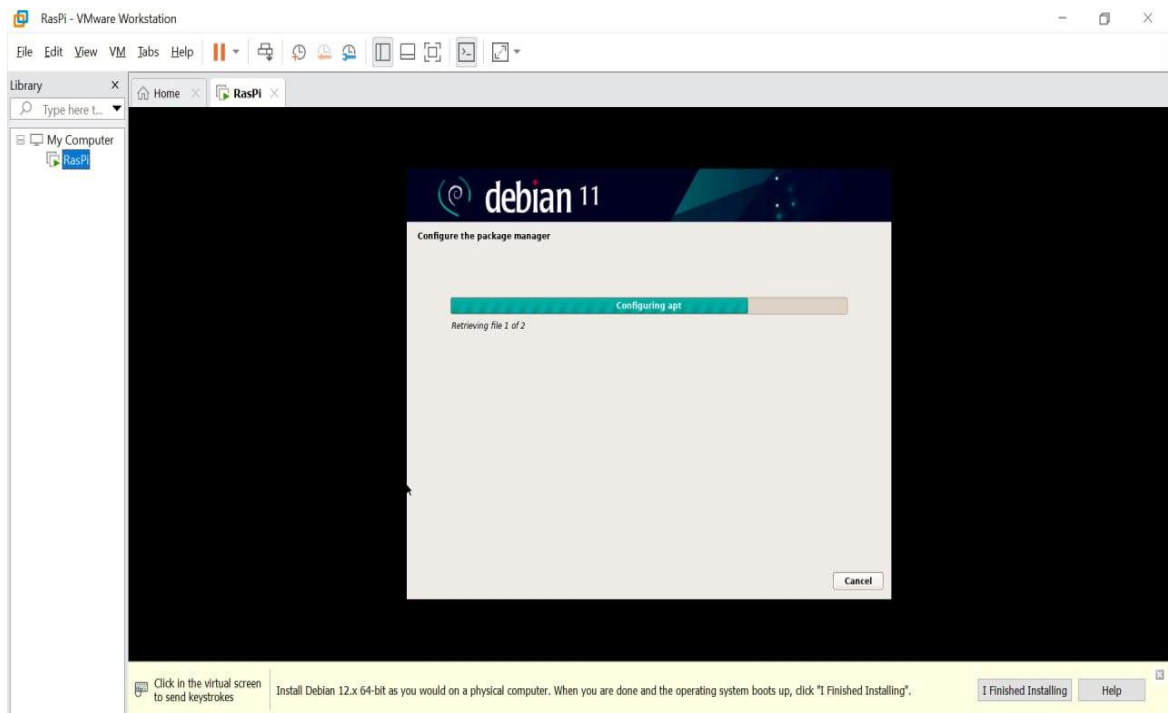 RasPi - VMware Workstation
File Edit View VM Tabs Help
Library
Type here t...
Home
RasPi
My Computer
RasPi
debian 11
Configure the package manager
Configuring apt
Retrieving file 1 of 2
Cancel
Click in the virtual screen
to send keystrokes
Install Debian 12.x 64-bit as you would on a physical computer. When you are done and the operating system boots up, click "I Finished Installing".
I Finished Installing
Help